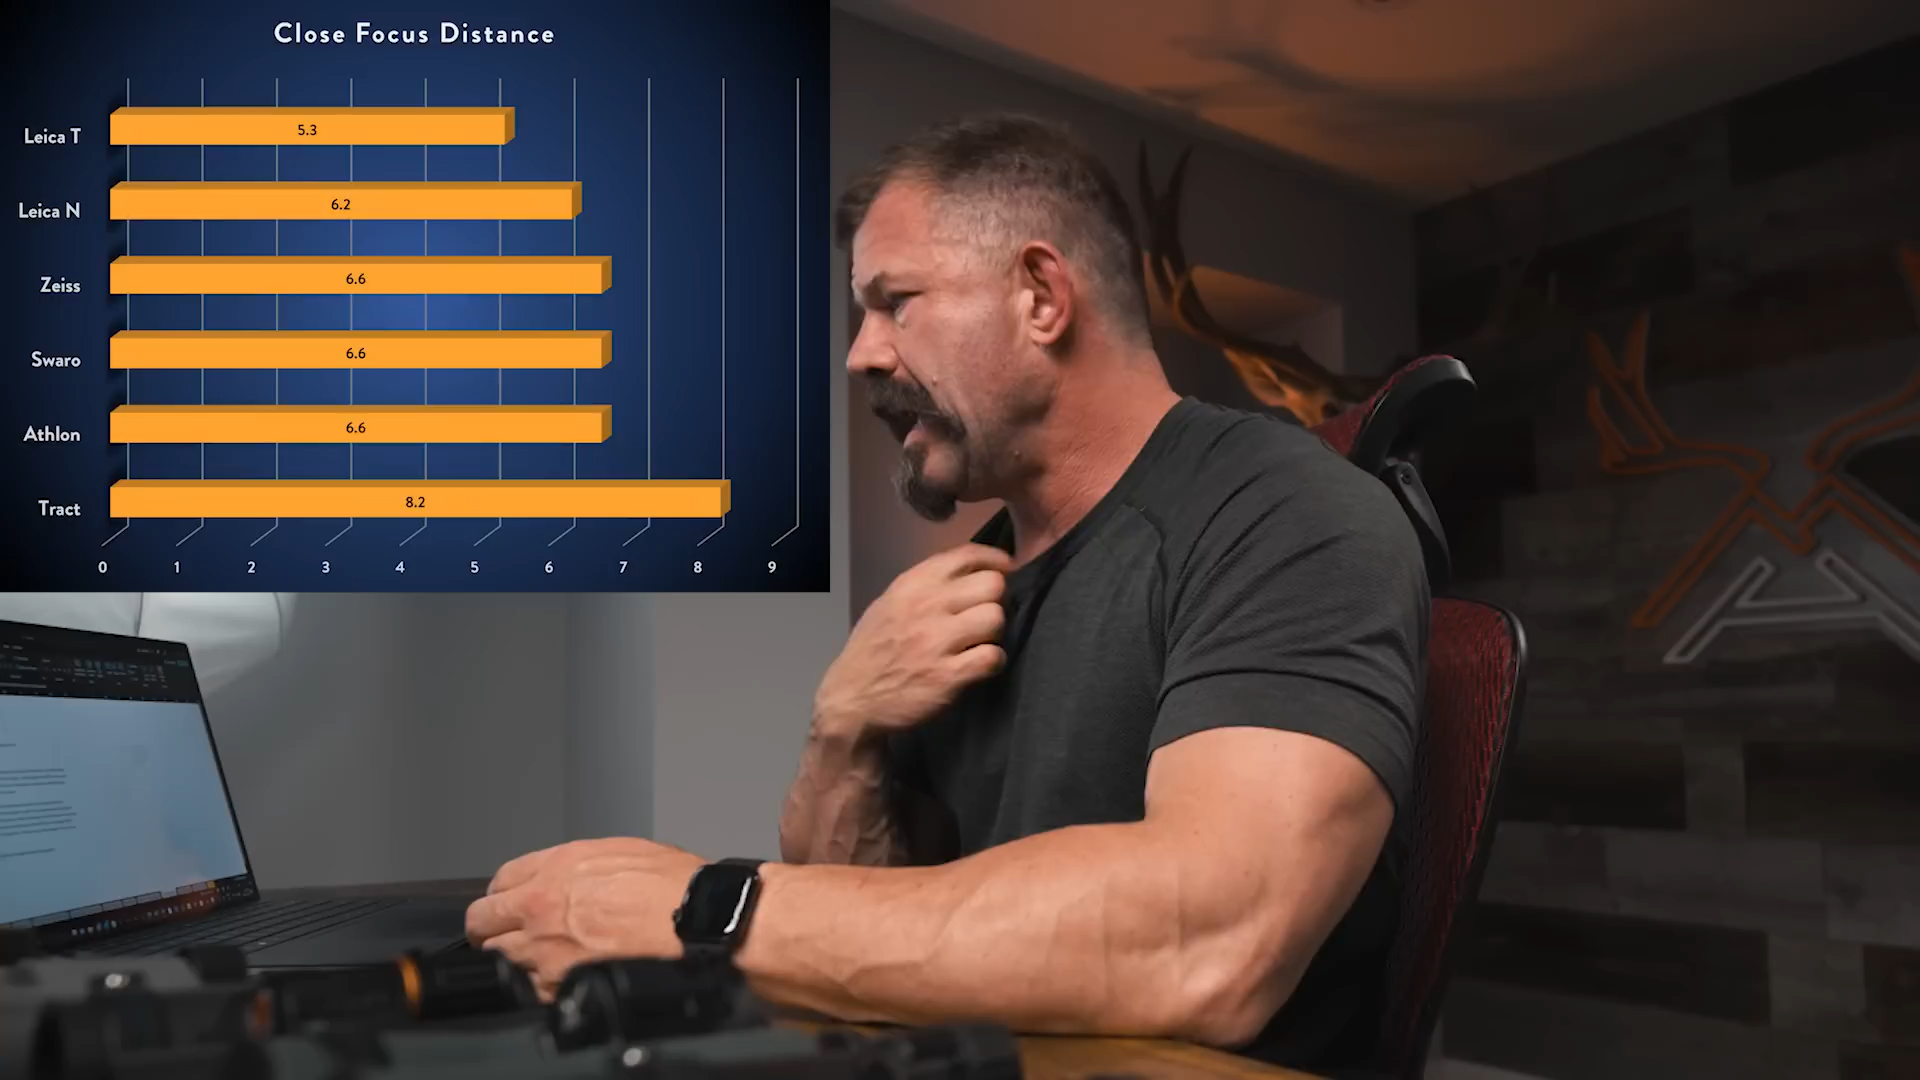 Close Focus Distance
Leica T 5.3
Leica N 6.2
Zeiss 6.6
Swaro 6.6
Athlon 6.6
Tract 8.2
0 1 2 3 4 5 6 7 8 9